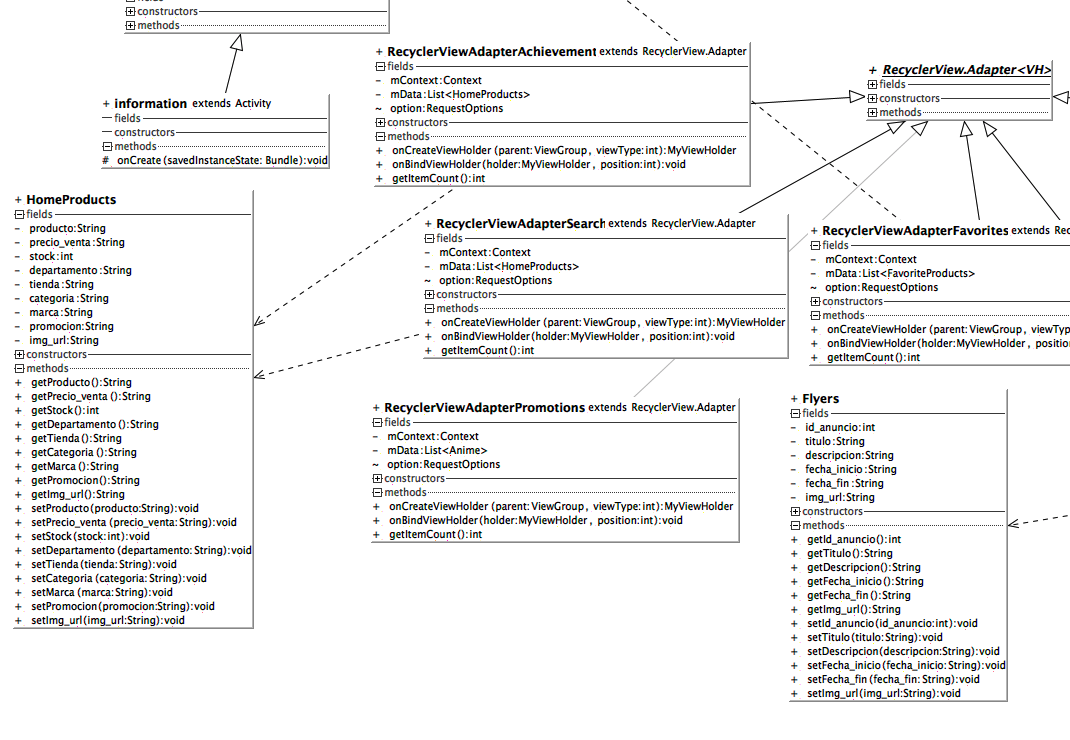 fields
constructors
methods
+ information extends Activity
fields
constructors
methods
# onCreate (savedInstanceState: Bundle):void
+ RecyclerViewAdapterAchievement extends RecyclerView.Adapter
fields
- mContext:Context
- mData:List<HomeProducts>
~ option:RequestOptions
constructors
methods
+ onCreateViewHolder (parent:ViewGroup, viewType:int):MyViewHolder
+ onBindViewHolder(holder:MyViewHolder, position:int):void
+ getItemCount():int
+ RecyclerView.Adapter<VH>
fields
constructors
methods
+ HomeProducts
fields
- producto:String
- precio_venta:String
- stock:int
- departamento:String
- tienda:String
- categoria:String
- marca:String
- promocion:String
- img_url:String
constructors
methods
+ getProducto():String
+ getPrecio_venta ():String
+ getStock():int
+ getDepartamento ():String
+ getTienda():String
+ getCategoria ():String
+ getMarca ():String
+ getPromocion():String
+ getImg_url():String
+ setProducto (producto:String):void
+ setPrecio_venta (precio_venta:String):void
+ setStock(stock:int):void
+ setDepartamento (departamento: String):void
+ setTienda (tienda:String):void
+ setCategoria (categoria: String):void
+ setMarca (marca:String):void
+ setPromocion(promocion:String):void
+ setImg_url(img_url:String):void
+ RecyclerViewAdapterSearch extends RecyclerView.Adapter
fields
- mContext:Context
- mData:List<HomeProducts>
~ option:RequestOptions
constructors
methods
+ onCreateViewHolder (parent:ViewGroup, viewType:int):MyViewHolder
+ onBindViewHolder(holder:MyViewHolder, position:int):void
+ getItemCount():int
+ RecyclerViewAdapterFavorites extends Rec
fields
- mContext:Context
- mData:List<FavoriteProducts>
~ option:RequestOptions
constructors
methods
+ onCreateViewHolder (parent:ViewGroup, viewTyp
+ onBindViewHolder(holder:MyViewHolder, positio
+ getItemCount():int
+ RecyclerViewAdapterPromotions extends RecyclerView.Adapter
fields
- mContext:Context
- mData:List<Anime>
~ option:RequestOptions
constructors
methods
+ onCreateViewHolder (parent:ViewGroup, viewType:int):MyViewHolder
+ onBindViewHolder(holder:MyViewHolder, position:int):void
+ getItemCount():int
+ Flyers
fields
- id_anuncio:int
- titulo:String
- descripcion:String
- fecha_inicio:String
- fecha_fin:String
- img_url:String
constructors
methods
+ getId_anuncio():int
+ getTitulo():String
+ getDescripcion():String
+ getFecha_inicio():String
+ getFecha_fin():String
+ getImg_url():String
+ setId_anuncio(id_anuncio:int):void
+ setTitulo(titulo:String):void
+ setDescripcion(descripcion:String):void
+ setFecha_inicio(fecha_inicio:String):void
+ setFecha_fin(fecha_fin:String):void
+ setImg_url(img_url:String):void